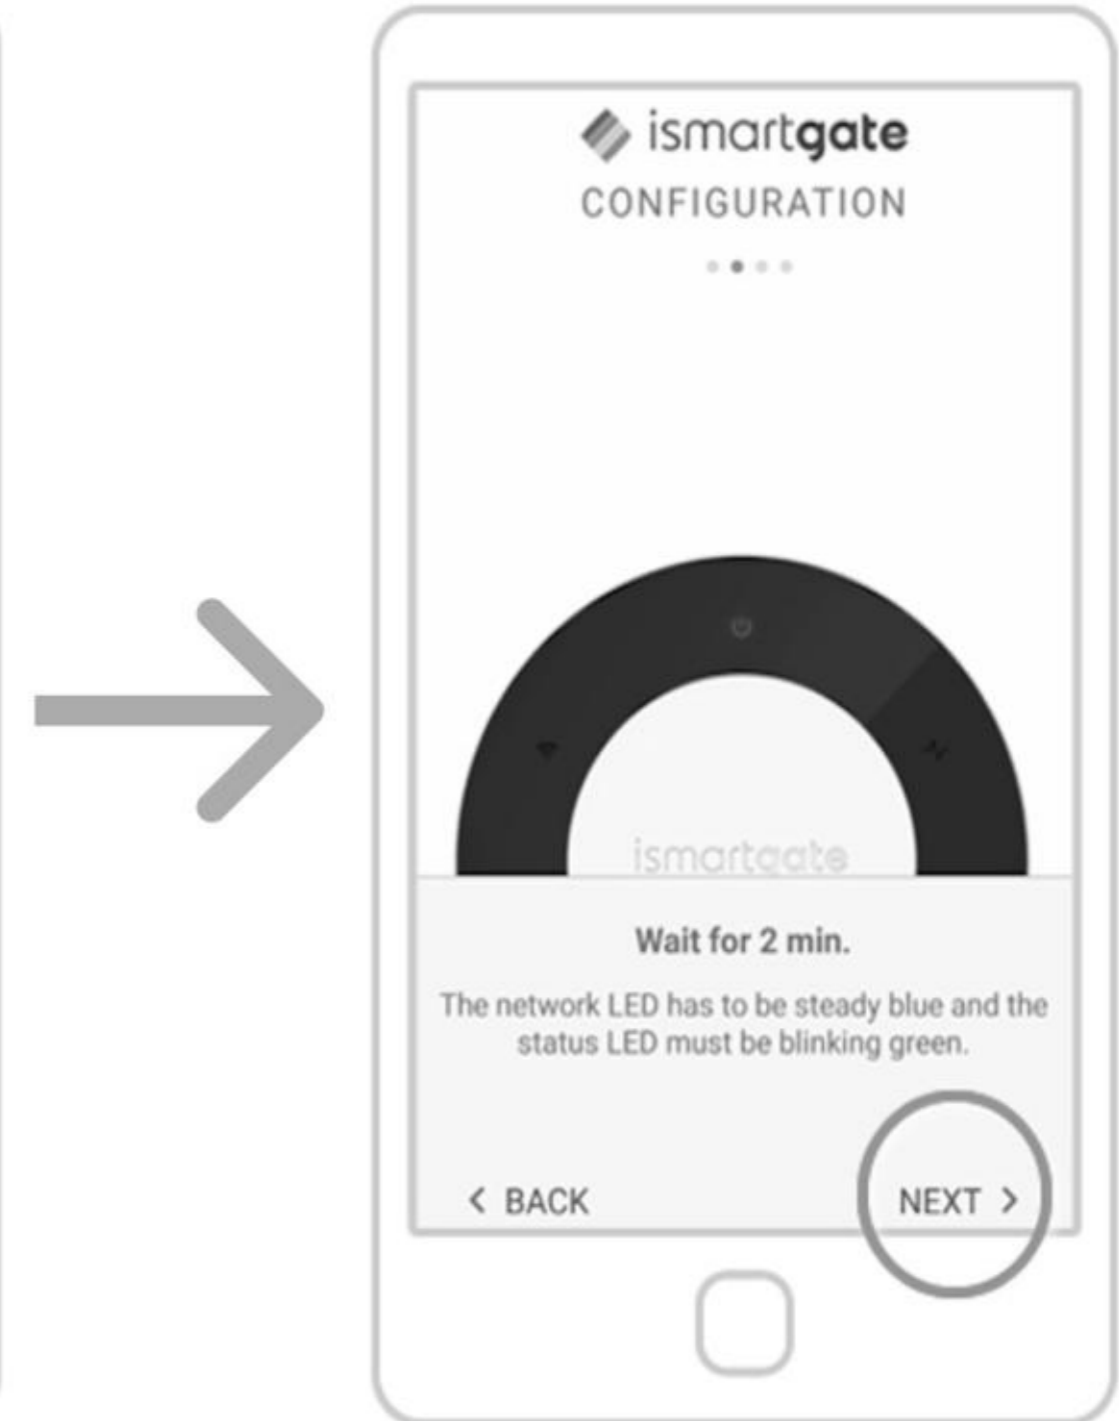 ismartgate
CONFIGURATION
ismartgate
Wait for 2 min.
The network LED has to be steady blue and the
status LED must be blinking green.
< BACK
NEXT >